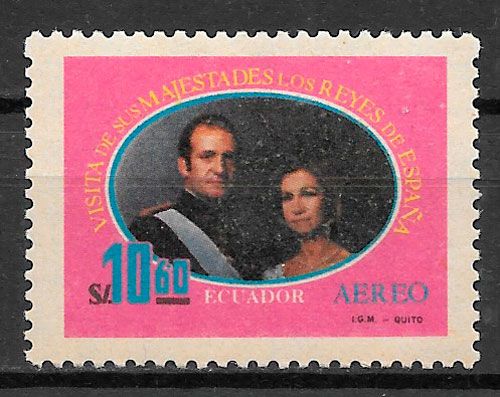 VISITA DE SUS MAJESTADES LOS REYES DE ESPAÑA
S/. 10 60
ECUADOR
AEREO
I.G.M. – QUITO